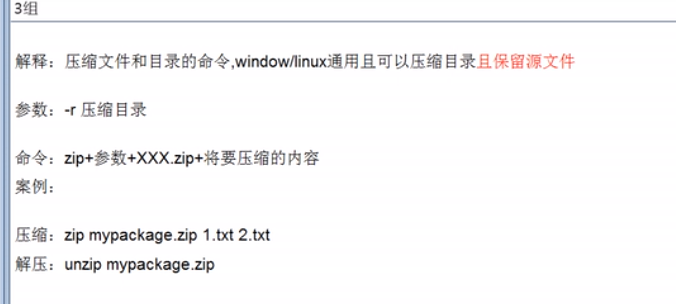 3组
解释：压缩文件和目录的命令,window/linux通用且可以压缩目录且保留源文件
参数：-r 压缩目录
命令：zip+参数+XXX.zip+将要压缩的内容
案例：
压缩：zip mypackage.zip 1.txt 2.txt
解压：unzip mypackage.zip